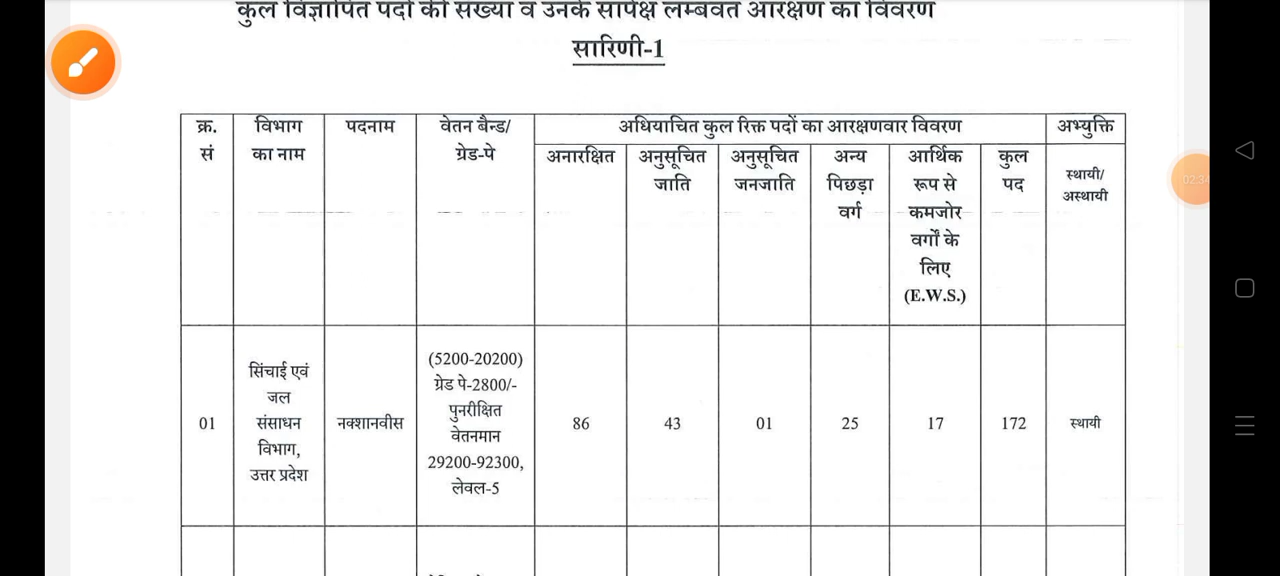 कुल विज्ञापित पदों की संख्या व उनके सापेक्ष लम्बवत आरक्षण का विवरण
सारिणी-1
क्र. सं
विभाग का नाम
पदनाम
वेतन बैन्ड/ ग्रेड-पे
अधियाचित कुल रिक्त पदों का आरक्षणवार विवरण
अभ्युक्ति
अनारक्षित
अनुसूचित जाति
अनुसूचित जनजाति
अन्य पिछड़ा वर्ग
आर्थिक रूप से कमजोर वर्गों के लिए (E.W.S.)
कुल पद
स्थायी/ अस्थायी
01
सिंचाई एवं जल संसाधन विभाग, उत्तर प्रदेश
नक्शानवीस
(5200-20200) ग्रेड पे-2800/- पुनरीक्षित वेतनमान 29200-92300, लेवल-5
86
43
01
25
17
172
स्थायी